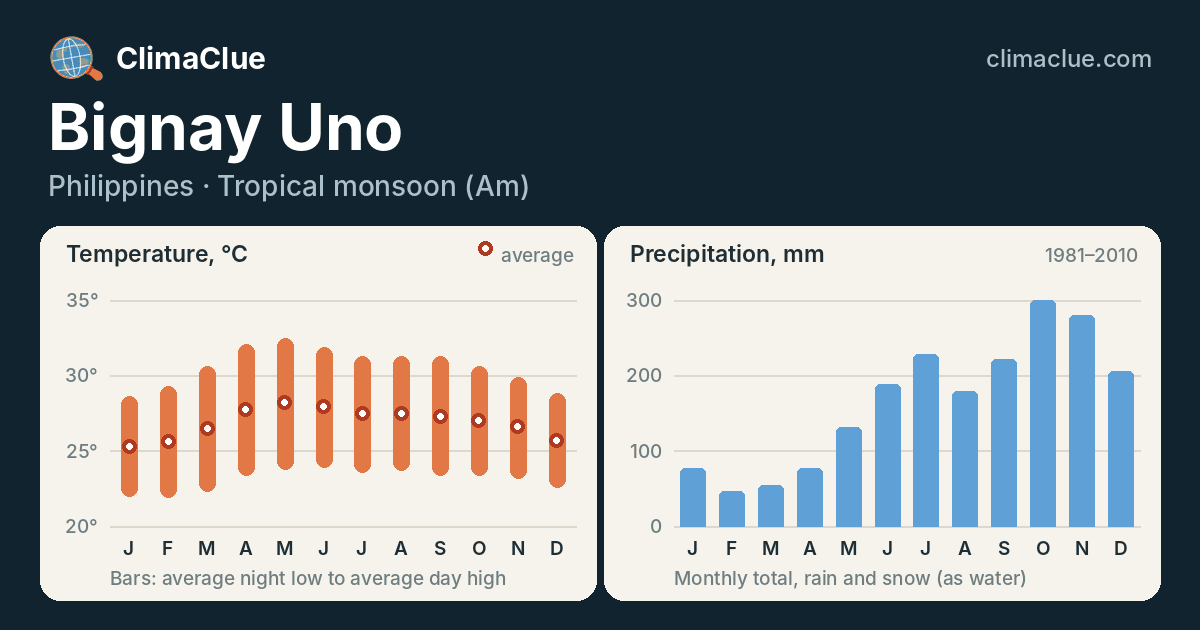 ClimaClue
climaclue.com
Bignay Uno
Philippines · Tropical monsoon (Am)
Temperature, °C
average
35°
30°
25°
20°
J F M A M J J A S O N D
Bars: average night low to average day high
Precipitation, mm
1981–2010
300
200
100
0
J F M A M J J A S O N D
Monthly total, rain and snow (as water)